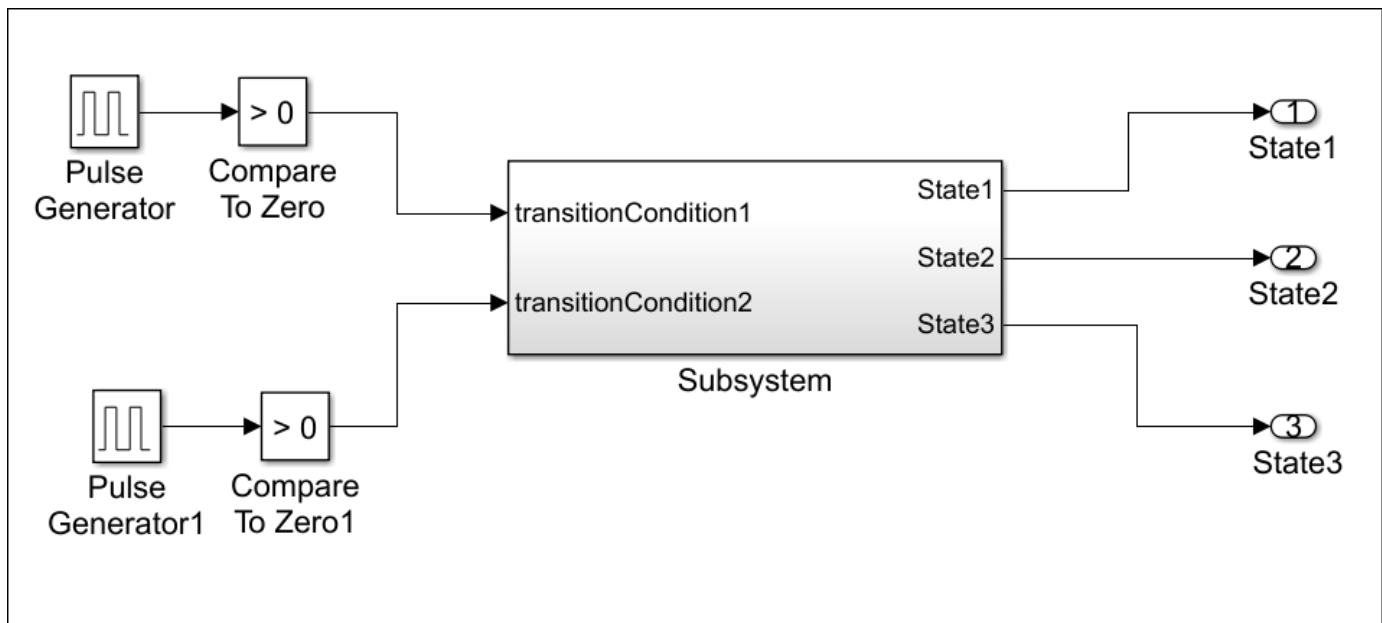 > 0
Pulse
Generator
Compare
To Zero
transitionCondition1
transitionCondition2
State1
State2
State3
Subsystem
1
State1
2
State2
3
State3
> 0
Pulse
Generator1
Compare
To Zero1